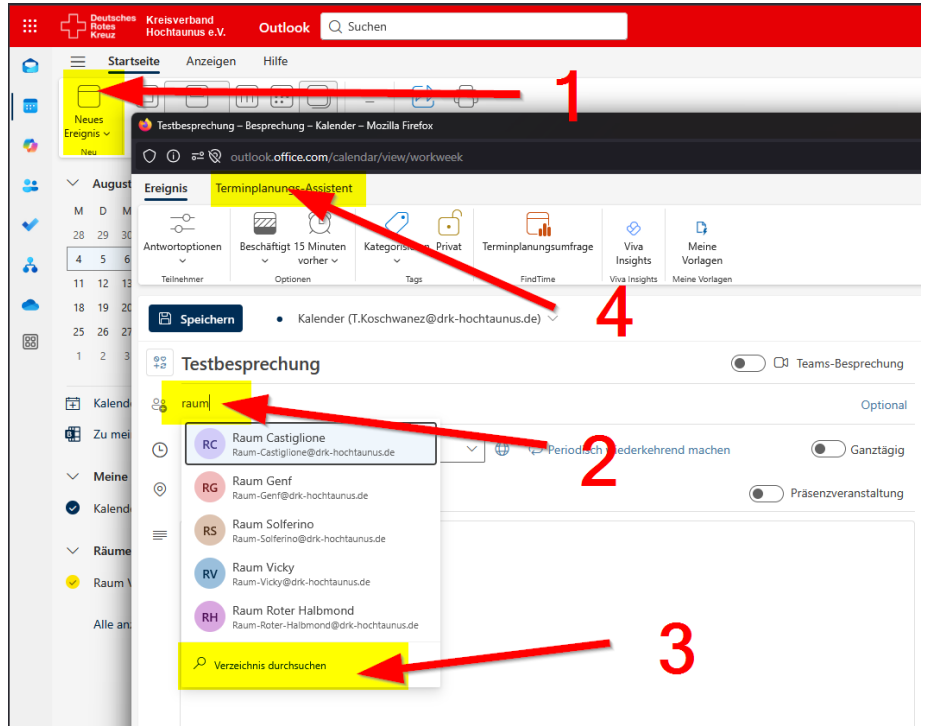 Deutsches
Rotes
Kreuz
Kreisverband
Hochtaunus e.V.
Outlook
Suchen
Startseite Anzeigen Hilfe
1
Neues
Ereignis
Neu
Testbesprechung – Besprechung – Kalender – Mozilla Firefox
outlook.office.com/calendar/view/workweek
August
Ereignis Terminplanungs-Assistent
M D M
28 29 30
4 5 6
11 12 13
18 19 20
25 26 27
1 2 3
Antwortoptionen
Teilnehmer
Beschäftigt 15 Minuten
vorher
Optionen
Kategorisieren Privat
Tags
Terminplanungsumfrage
FindTime
Viva
Insights
Viva Insights
Meine
Vorlagen
Meine Vorlagen
4
Speichern
• Kalender (T.Koschwanez@drk-hochtaunus.de)
Testbesprechung
Teams-Besprechung
raum
Optional
2
Kalend
Zu mei
Meine
Kalend
Räume
Raum V
Alle an
RC Raum Castiglione
Raum-Castiglione@drk-hochtaunus.de
Periodisch wiederkehrend machen
Ganztägig
RG Raum Genf
Raum-Genf@drk-hochtaunus.de
Präsenzveranstaltung
RS Raum Solferino
Raum-Solferino@drk-hochtaunus.de
RV Raum Vicky
Raum-Vicky@drk-hochtaunus.de
RH Raum Roter Halbmond
Raum-Roter-Halbmond@drk-hochtaunus.de
Verzeichnis durchsuchen
3